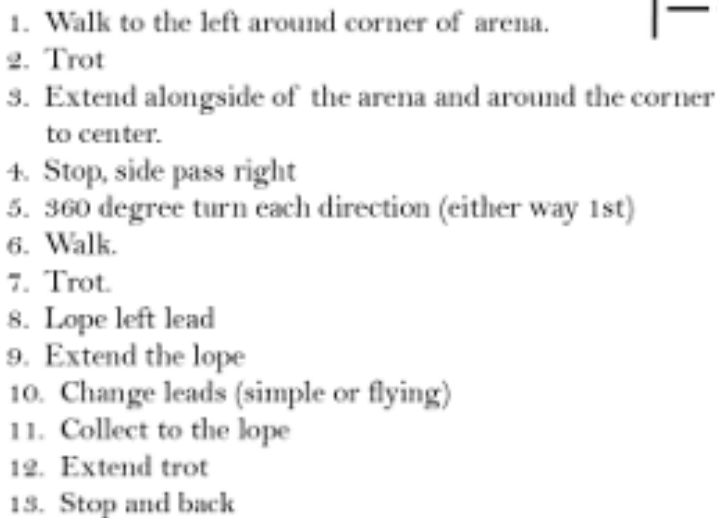 1. Walk to the left around corner of arena.
2. Trot
3. Extend alongside of the arena and around the corner
to center.
4. Stop, side pass right
5. 360 degree turn each direction (either way 1st)
6. Walk.
7. Trot.
8. Lope left lead
9. Extend the lope
10. Change leads (simple or flying)
11. Collect to the lope
12. Extend trot
13. Stop and back